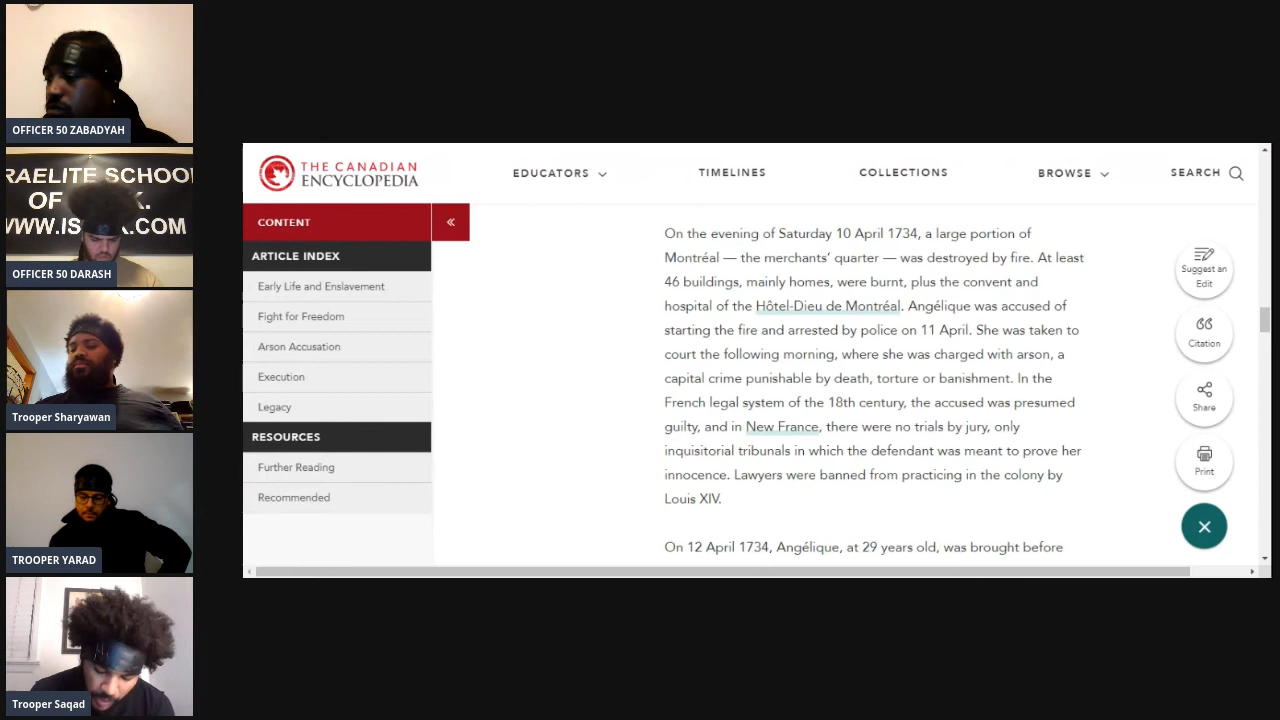 OFFICER 50 ZABADYAH
RAELITE SCHOO
OF
K.
WWW.IS
K.COM
OFFICER 50 DARASH
Trooper Sharyawan
TROOPER YARAD
Trooper Saqad
THE CANADIAN
ENCYCLOPEDIA
EDUCATORS
TIMELINES
COLLECTIONS
BROWSE
SEARCH
CONTENT
«
ARTICLE INDEX
Early Life and Enslavement
Fight for Freedom
Arson Accusation
Execution
Legacy
RESOURCES
Further Reading
Recommended
On the evening of Saturday 10 April 1734, a large portion of
Montréal — the merchants’ quarter — was destroyed by fire. At least
46 buildings, mainly homes, were burnt, plus the convent and
hospital of the Hôtel-Dieu de Montréal. Angélique was accused of
starting the fire and arrested by police on 11 April. She was taken to
court the following morning, where she was charged with arson, a
capital crime punishable by death, torture or banishment. In the
French legal system of the 18th century, the accused was presumed
guilty, and in New France, there were no trials by jury, only
inquisitorial tribunals in which the defendant was meant to prove her
innocence. Lawyers were banned from practicing in the colony by
Louis XIV.
On 12 April 1734, Angélique, at 29 years old, was brought before
Suggest an
Edit
Citation
Share
Print